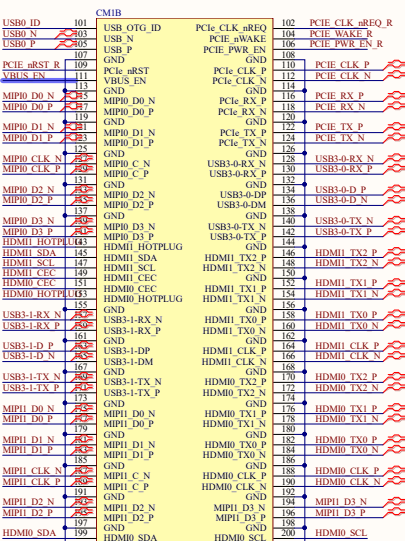 CM1B
USB0_ID 101 USB_OTG_ID PCIe_CLK_nREQ 102 PCIE_CLK_nREQ_R
USB0_N 103 USB_N PCIE_nWAKE 104 PCIE_WAKE_R
USB0_P 105 USB_P PCIE_PWR_EN 106 PCIE_PWR_EN_R
107 GND GND 108
PCIE_nRST_R 109 PCIe_nRST PCIe_CLK_P 110 PCIE_CLK_P
VBUS_EN 111 VBUS_EN PCIe_CLK_N 112 PCIE_CLK_N
113 GND GND 114
MIPI0_D0_N 115 MIPI0_D0_N PCIe_RX_P 116 PCIE_RX_P
MIPI0_D0_P 117 MIPI0_D0_P PCIe_RX_N 118 PCIE_RX_N
119 GND GND 120
MIPI0_D1_N 121 MIPI0_D1_N PCIe_TX_P 122 PCIE_TX_P
MIPI0_D1_P 123 MIPI0_D1_P PCIe_TX_N 124 PCIE_TX_N
125 GND GND 126
MIPI0_CLK_N 127 MIPI0_C_N USB3-0-RX_N 128 USB3-0-RX_N
MIPI0_CLK_P 129 MIPI0_C_P USB3-0-RX_P 130 USB3-0-RX_P
131 GND GND 132
MIPI0_D2_N 133 MIPI0_D2_N USB3-0-DP 134 USB3-0-D_P
MIPI0_D2_P 135 MIPI0_D2_P USB3-0-DM 136 USB3-0-D_N
137 GND GND 138
MIPI0_D3_N 139 MIPI0_D3_N USB3-0-TX_N 140 USB3-0-TX_N
MIPI0_D3_P 141 MIPI0_D3_P USB3-0-TX_P 142 USB3-0-TX_P
HDMI1_HOTPLUG 143 HDMI1_HOTPLUG GND 144
HDMI1_SDA 145 HDMI1_SDA HDMI1_TX2_P 146 HDMI1_TX2_P
HDMI1_SCL 147 HDMI1_SCL HDMI1_TX2_N 148 HDMI1_TX2_N
HDMI1_CEC 149 HDMI1_CEC GND 150
HDMI0_CEC 151 HDMI0_CEC HDMI1_TX1_P 152 HDMI1_TX1_P
HDMI0_HOTPLUG 153 HDMI0_HOTPLUG HDMI1_TX1_N 154 HDMI1_TX1_N
155 GND GND 156
USB3-1-RX_N 157 USB3-1-RX_N HDMI1_TX0_P 158 HDMI1_TX0_P
USB3-1-RX_P 159 USB3-1-RX_P HDMI1_TX0_N 160 HDMI1_TX0_N
161 GND GND 162
USB3-1-D_P 163 USB3-1-DP HDMI1_CLK_P 164 HDMI1_CLK_P
USB3-1-D_N 165 USB3-1-DM HDMI1_CLK_N 166 HDMI1_CLK_N
167 GND GND 168
USB3-1-TX_N 169 USB3-1-TX_N HDMI0_TX2_P 170 HDMI0_TX2_P
USB3-1-TX_P 171 USB3-1-TX_P HDMI0_TX2_N 172 HDMI0_TX2_N
173 GND GND 174
MIPI1_D0_N 175 MIPI1_D0_N HDMI0_TX1_P 176 HDMI0_TX1_P
MIPI1_D0_P 177 MIPI1_D0_P HDMI0_TX1_N 178 HDMI0_TX1_N
179 GND GND 180
MIPI1_D1_N 181 MIPI1_D1_N HDMI0_TX0_P 182 HDMI0_TX0_P
MIPI1_D1_P 183 MIPI1_D1_P HDMI0_TX0_N 184 HDMI0_TX0_N
185 GND GND 186
MIPI1_CLK_N 187 MIPI1_C_N HDMI0_CLK_P 188 HDMI0_CLK_P
MIPI1_CLK_P 189 MIPI1_C_P HDMI0_CLK_N 190 HDMI0_CLK_N
191 GND GND 192
MIPI1_D2_N 193 MIPI1_D2_N MIPI1_D3_N 194 MIPI1_D3_N
MIPI1_D2_P 195 MIPI1_D2_P MIPI1_D3_P 196 MIPI1_D3_P
197 GND GND 198
HDMI0_SDA 199 HDMI0_SDA HDMI0_SCL 200 HDMI0_SCL